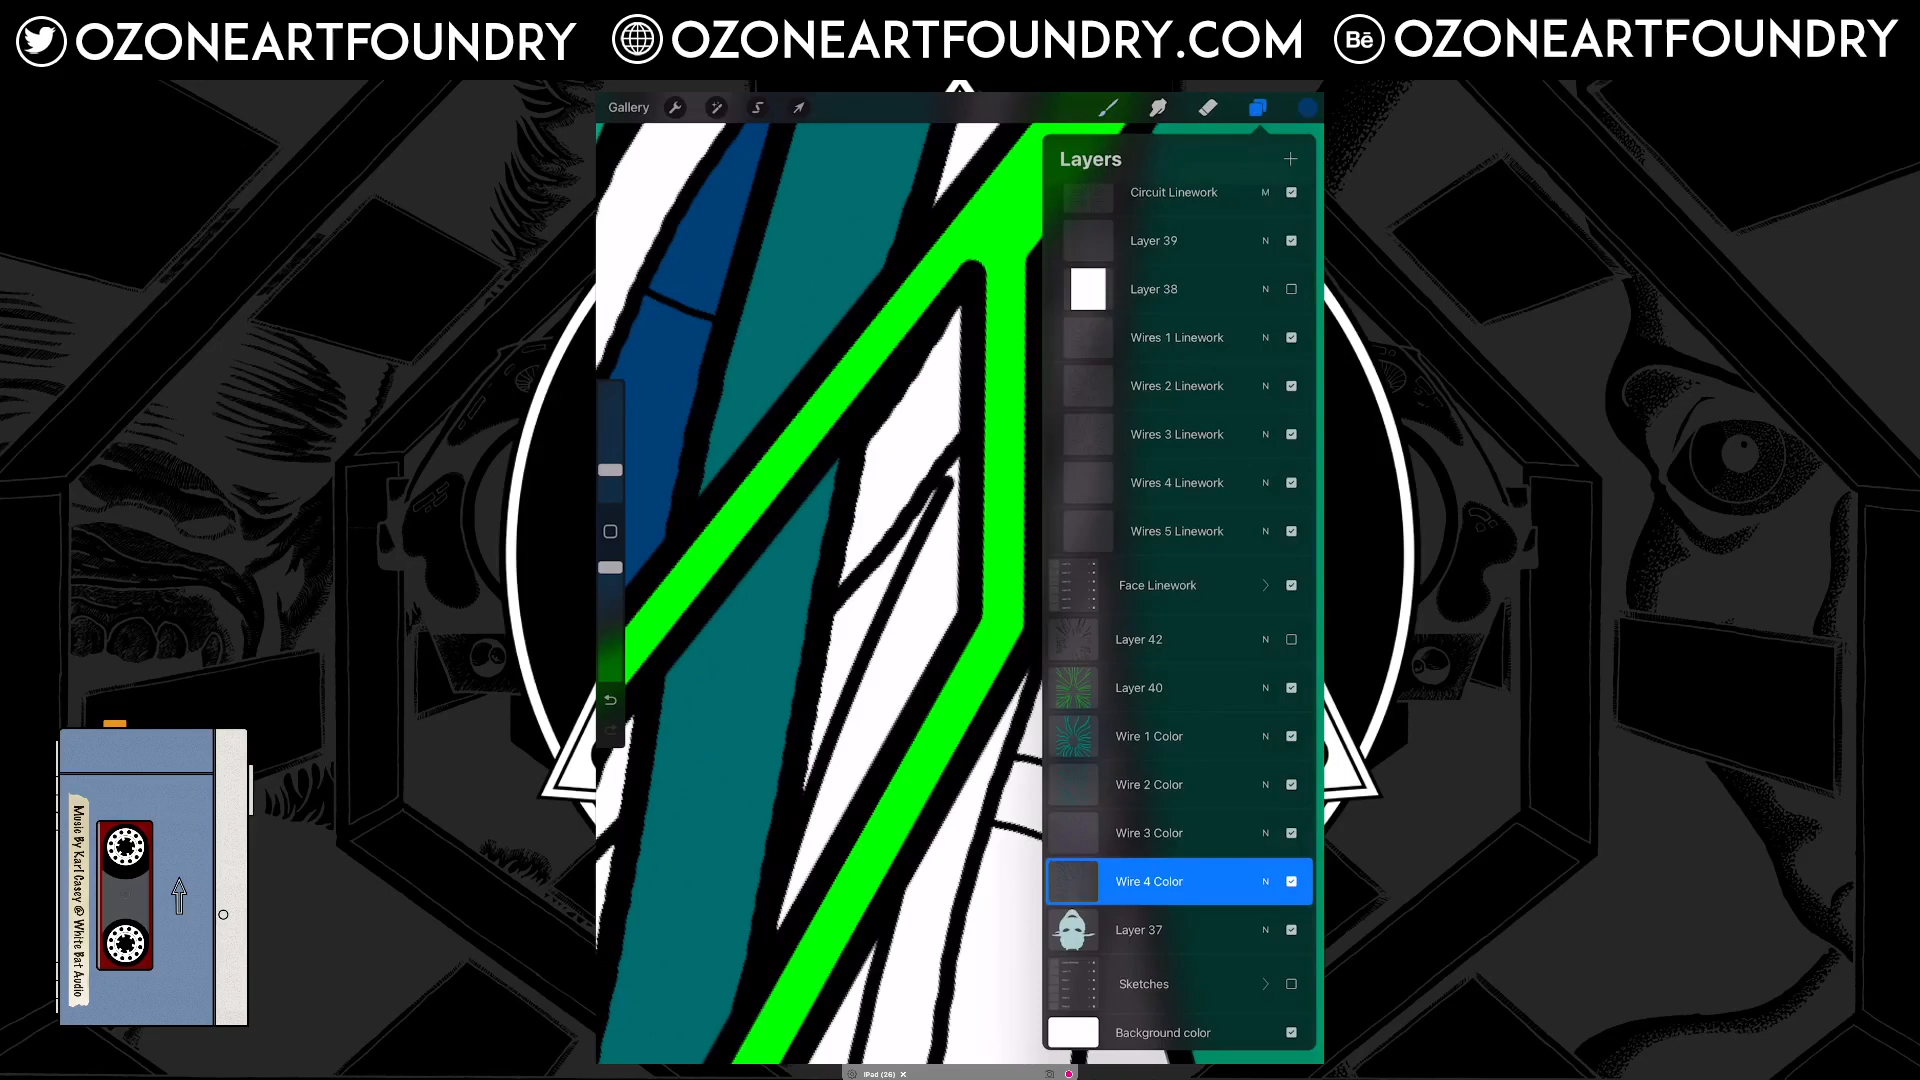 OZONEARTFOUNDRY
OZONEARTFOUNDRY.COM
Bē OZONEARTFOUNDRY
Gallery
Layers
Circuit Linework M
Layer 39 N
Layer 38 N
Wires 1 Linework N
Wires 2 Linework N
Wires 3 Linework N
Wires 4 Linework N
Wires 5 Linework N
Face Linework
Layer 42 N
Layer 40 N
Wire 1 Color N
Wire 2 Color N
Wire 3 Color N
Wire 4 Color N
Layer 37 N
Sketches
Background color
Music By Karl Casey @ White Bat Audio
iPad (26)